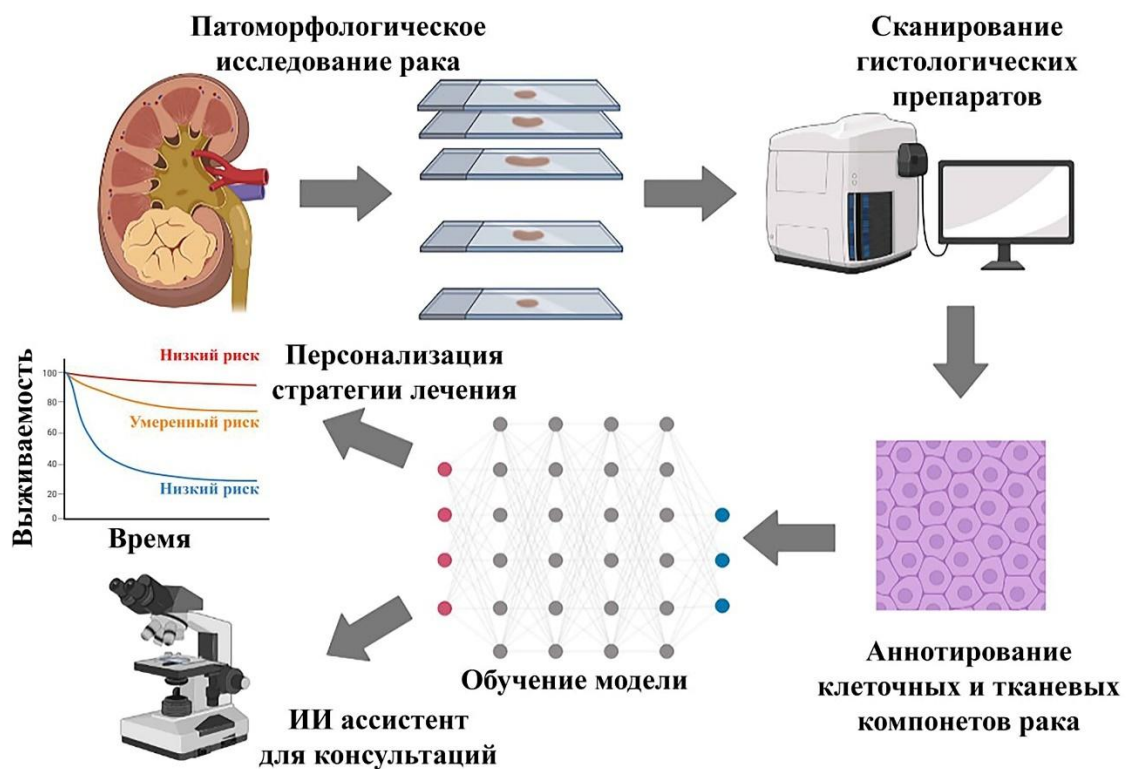 Патоморфологическое
исследование рака
Сканирование
гистологических
препаратов
Выживаемость
100
80
60
40
20
0
Низкий риск
Умеренный риск
Низкий риск
Время
Персонализация
стратегии лечения
Обучение модели
Аннотирование
клеточных и тканевых
компонетов рака
ИИ ассистент
для консультаций